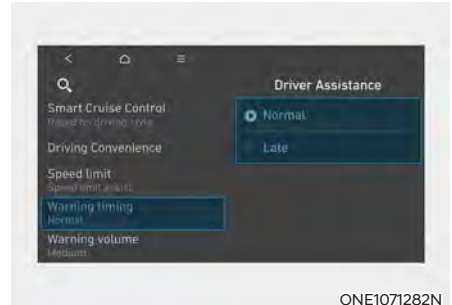 Driver Assistance
Smart Cruise Control
Based on driving style
Driving Convenience
Speed limit
Speed limit assist
Warning timing
Normal
Warning volume
Medium
Normal
Late
ONE1071282N